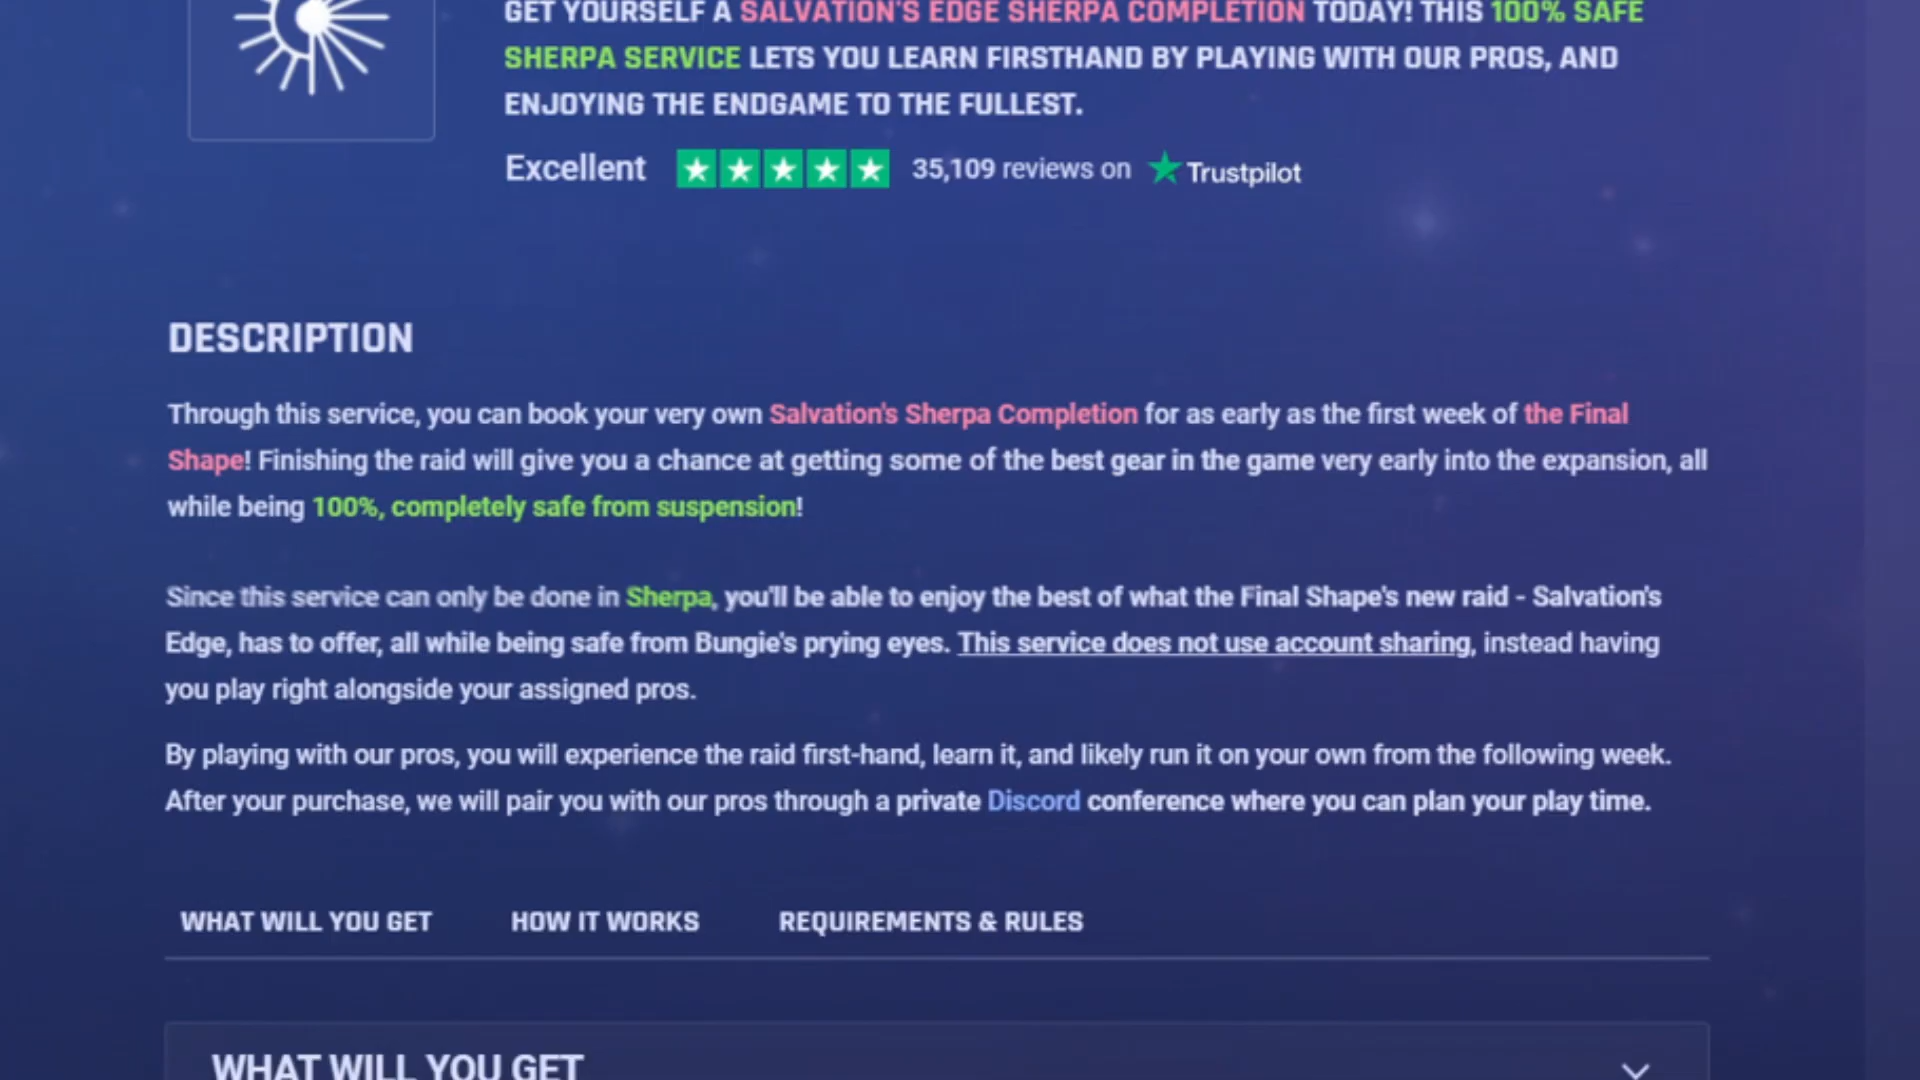 GET YOURSELF A SALVATION'S EDGE SHERPA COMPLETION TODAY! THIS 100% SAFE
SHERPA SERVICE LETS YOU LEARN FIRSTHAND BY PLAYING WITH OUR PROS, AND
ENJOYING THE ENDGAME TO THE FULLEST.
Excellent 35,109 reviews on Trustpilot
DESCRIPTION
Through this service, you can book your very own Salvation's Sherpa Completion for as early as the first week of the Final
Shape! Finishing the raid will give you a chance at getting some of the best gear in the game very early into the expansion, all
while being 100%, completely safe from suspension!
Since this service can only be done in Sherpa, you'll be able to enjoy the best of what the Final Shape's new raid - Salvation's
Edge, has to offer, all while being safe from Bungie's prying eyes. This service does not use account sharing, instead having
you play right alongside your assigned pros.
By playing with our pros, you will experience the raid first-hand, learn it, and likely run it on your own from the following week.
After your purchase, we will pair you with our pros through a private Discord conference where you can plan your play time.
WHAT WILL YOU GET HOW IT WORKS REQUIREMENTS & RULES
WHAT WILL YOU GET